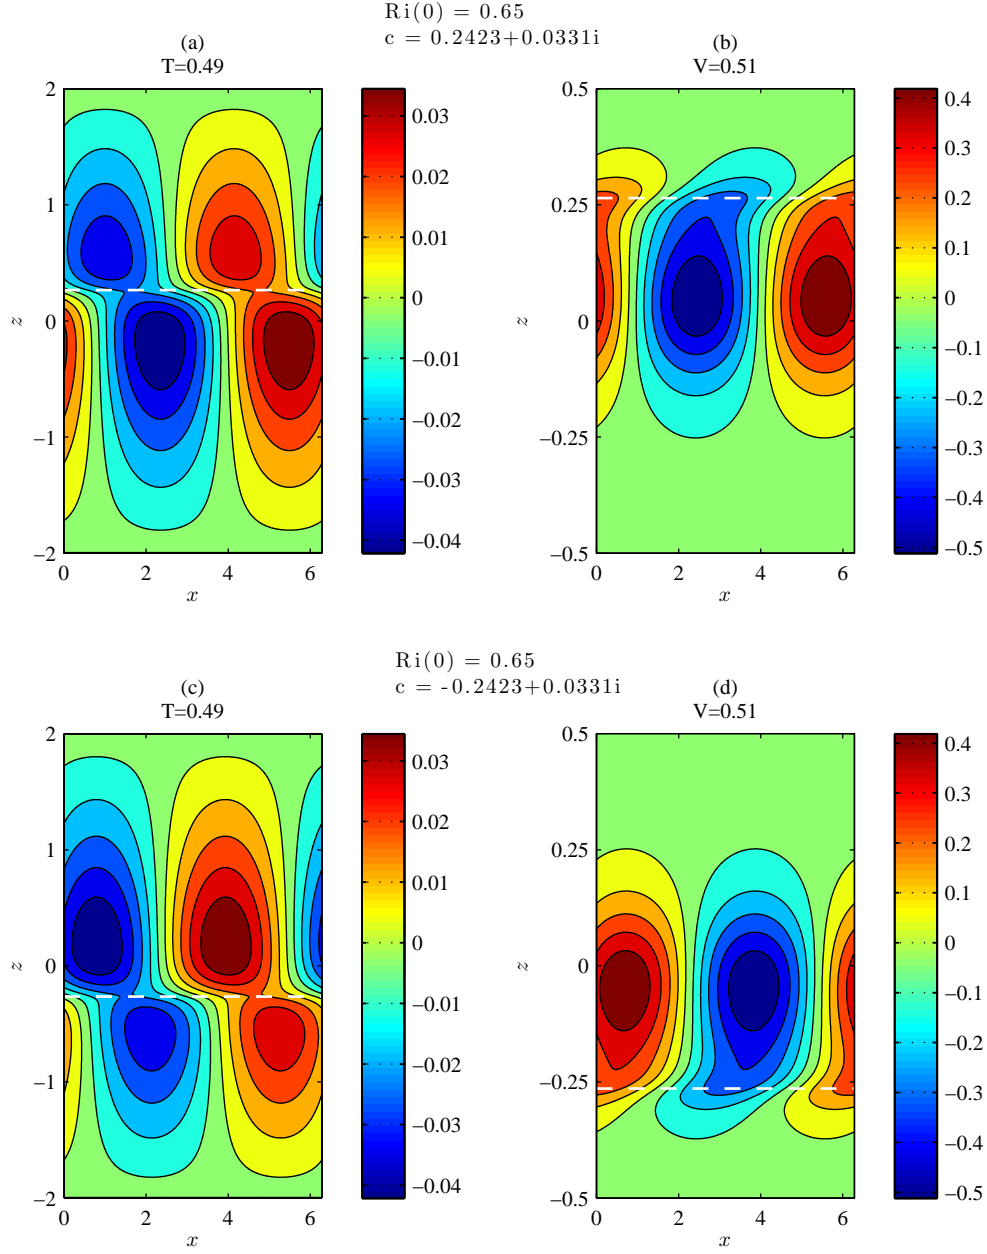 Ri(0) = 0.65
c = 0.2423+0.0331i
(a)
T=0.49
(b)
V=0.51
2
1
0
−1
−2
z
0 2 4 6
x
0.03
0.02
0.01
0
−0.01
−0.02
−0.03
−0.04
0.5
0.25
0
−0.25
−0.5
z
0 2 4 6
x
0.4
0.3
0.2
0.1
0
−0.1
−0.2
−0.3
−0.4
−0.5
Ri(0) = 0.65
c = -0.2423+0.0331i
(c)
T=0.49
(d)
V=0.51
2
1
0
−1
−2
z
0 2 4 6
x
0.03
0.02
0.01
0
−0.01
−0.02
−0.03
−0.04
0.5
0.25
0
−0.25
−0.5
z
0 2 4 6
x
0.4
0.3
0.2
0.1
0
−0.1
−0.2
−0.3
−0.4
−0.5